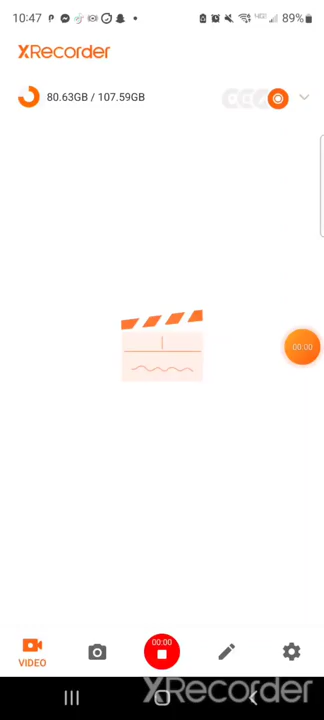 10:47 89%
XRecorder
80.63GB / 107.59GB
00:00
00:00
VIDEO
XRecorder